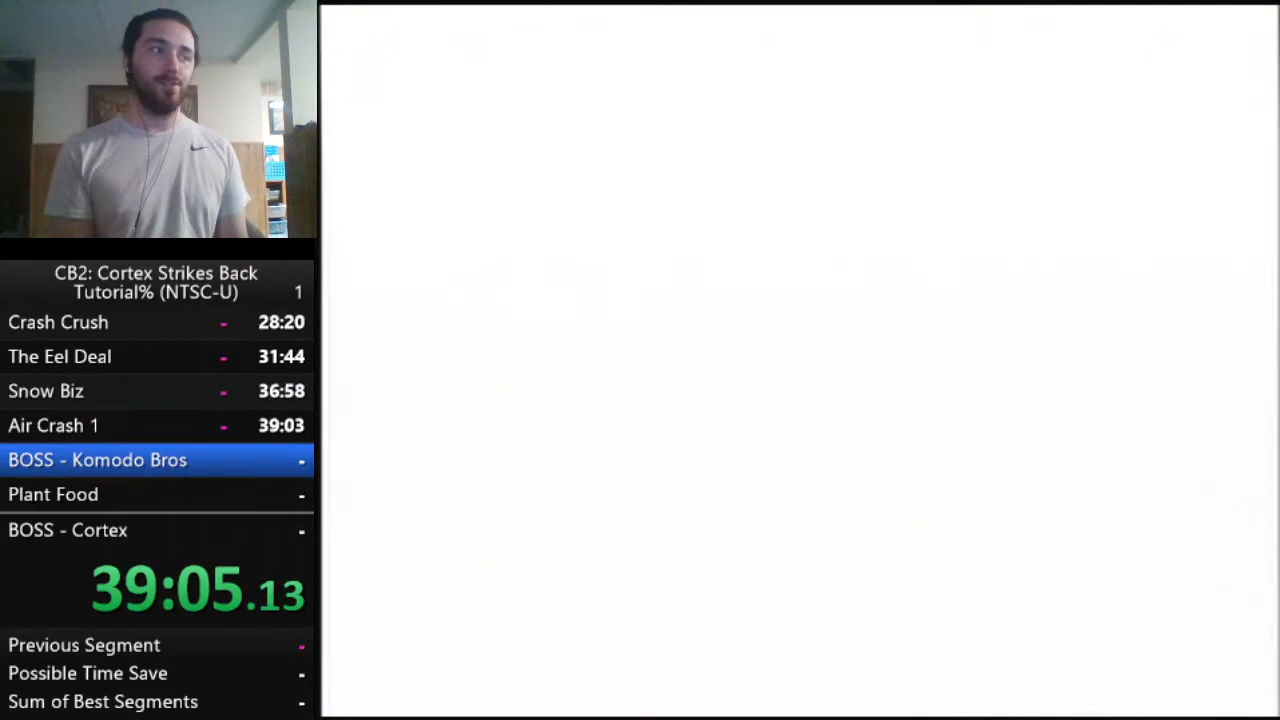 CB2: Cortex Strikes Back
Tutorial% (NTSC-U) 1
Crash Crush - 28:20
The Eel Deal - 31:44
Snow Biz - 36:58
Air Crash 1 - 39:03
BOSS - Komodo Bros -
Plant Food -
BOSS - Cortex -
39:05.13
Previous Segment -
Possible Time Save -
Sum of Best Segments -